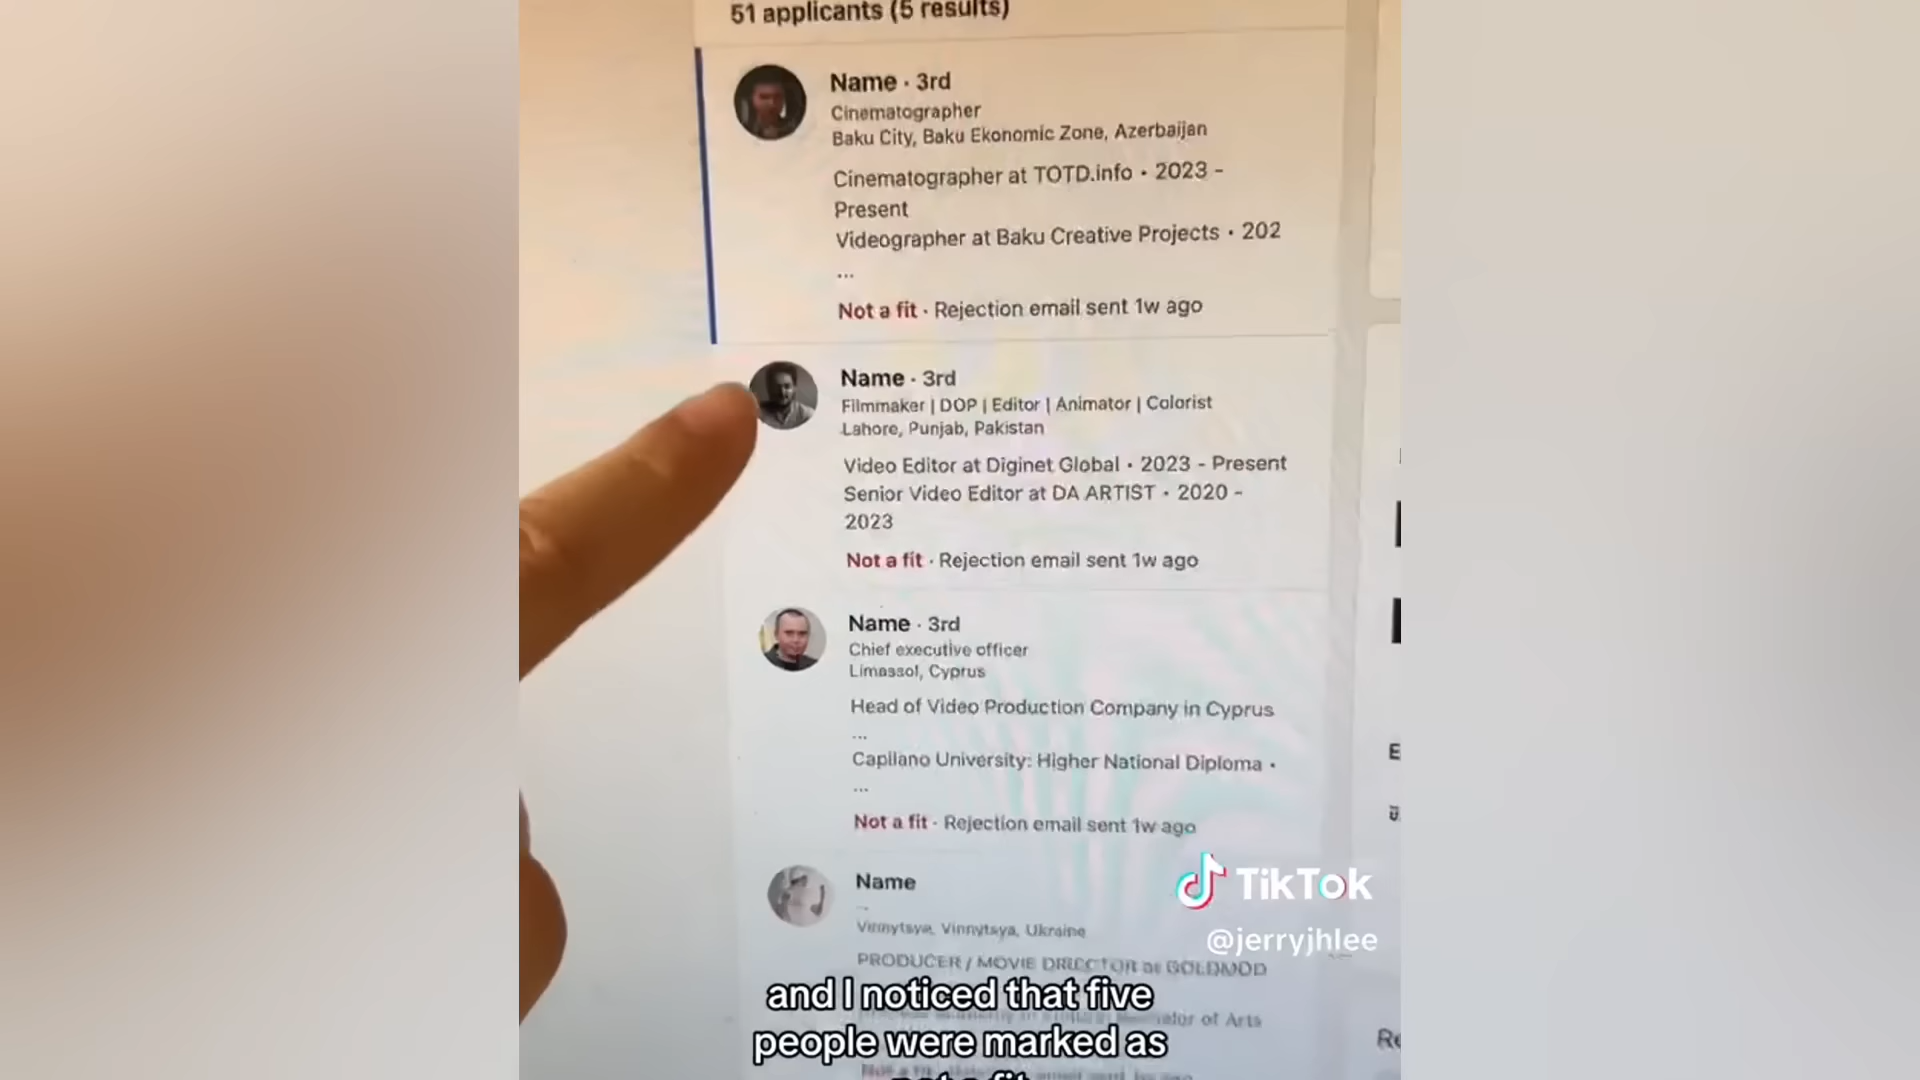 51 applicants (5 results)
Name · 3rd
Cinematographer
Baku City, Baku Ekonomic Zone, Azerbaijan
Cinematographer at TOTD.info • 2023 -
Present
Videographer at Baku Creative Projects • 202
...
Not a fit · Rejection email sent 1w ago
Name · 3rd
Filmmaker | DOP | Editor | Animator | Colorist
Lahore, Punjab, Pakistan
Video Editor at Diginet Global • 2023 - Present
Senior Video Editor at DA ARTIST • 2020 -
2023
Not a fit · Rejection email sent 1w ago
Name · 3rd
Chief executive officer
Limassol, Cyprus
Head of Video Production Company in Cyprus
...
Capilano University: Higher National Diploma •
...
Not a fit · Rejection email sent 1w ago
Name
--
Vinnytsya, Vinnytsya, Ukraine
PRODUCER / MOVIE DIRECTOR at GOLDMOD
of Arts
TikTok
@jerryjhlee
and I noticed that five
people were marked as
not a fit